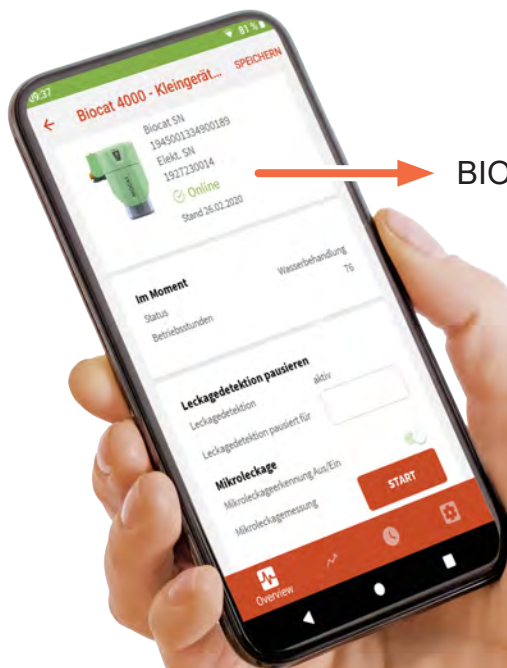 09:37
81 %
Biocat 4000 - Kleingerät...
SPEICHERN
Biocat SN
1945001334900189
Elekt. SN
1927230014
Online
Stand 26.02.2020
BIOCAT
BIO
Im Moment
Status
Wasserbehandlung
Betriebsstunden
76
Leckagedetektion pausieren
Leckagedetektion
aktiv
Leckagedetektion pausiert für
Mikroleckage
Mikroleckageerkennung Aus/Ein
Mikroleckagemessung
START
Overview